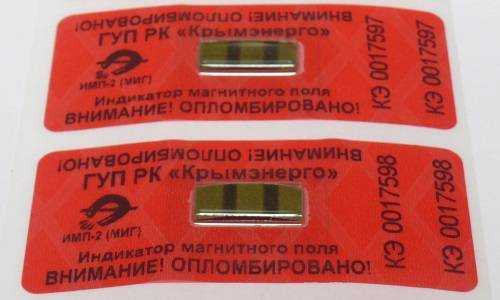 ВНИМАНИЕ! ОПЛОМБИРОВАНО!
ГУП РК «Крымэнерго»
ИМП-2 (МИГ)
Индикатор магнитного поля
ВНИМАНИЕ! ОПЛОМБИРОВАНО!
КЭ 0017597
КЭ 0017597
ВНИМАНИЕ! ОПЛОМБИРОВАНО!
ГУП РК «Крымэнерго»
ИМП-2 (МИГ)
Индикатор магнитного поля
ВНИМАНИЕ! ОПЛОМБИРОВАНО!
КЭ 0017598
КЭ 0017598